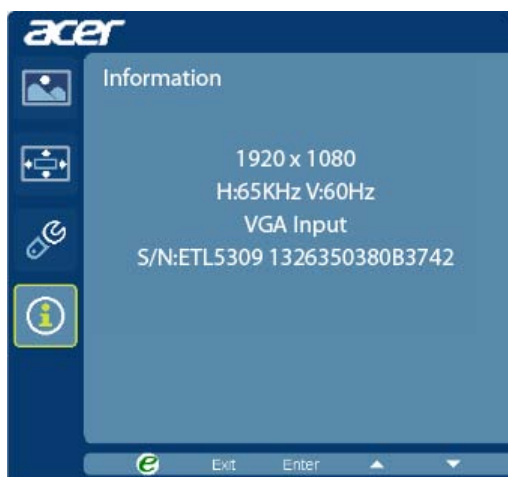 acer
Information
1920 x 1080
H:65KHz V:60Hz
VGA Input
S/N:ETL5309 1326350380B3742
e Exit Enter